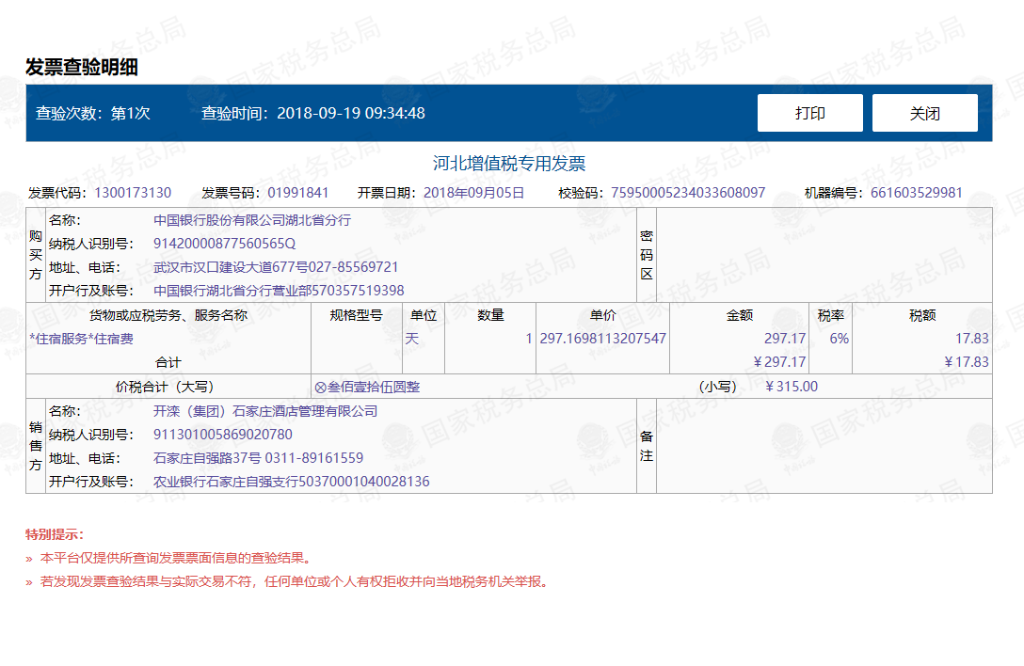 发票查验明细
查验次数：第1次 查验时间：2018-09-19 09:34:48 打印 关闭
河北增值税专用发票
发票代码：1300173130 发票号码：01991841 开票日期：2018年09月05日 校验码：75950005234033608097 机器编号：661603529981
购买方
名称： 中国银行股份有限公司湖北省分行
纳税人识别号： 91420000877560565Q
地址、电话： 武汉市汉口建设大道677号027-85569721
开户行及账号： 中国银行湖北省分行营业部570357519398
密码区
货物或应税劳务、服务名称 规格型号 单位 数量 单价 金额 税率 税额
*住宿服务*住宿费 天 1 297.1698113207547 297.17 6% 17.83
合计 ￥297.17 ￥17.83
价税合计（大写） ⊗叁佰壹拾伍圆整 （小写） ￥315.00
销售方
名称： 开滦（集团）石家庄酒店管理有限公司
纳税人识别号： 911301005869020780
地址、电话： 石家庄自强路37号 0311-89161559
开户行及账号： 农业银行石家庄自强支行50370001040028136
备注
特别提示：
» 本平台仅提供所查询发票票面信息的查验结果。
» 若发现发票查验结果与实际交易不符，任何单位或个人有权拒收并向当地税务机关举报。
国家税务总局